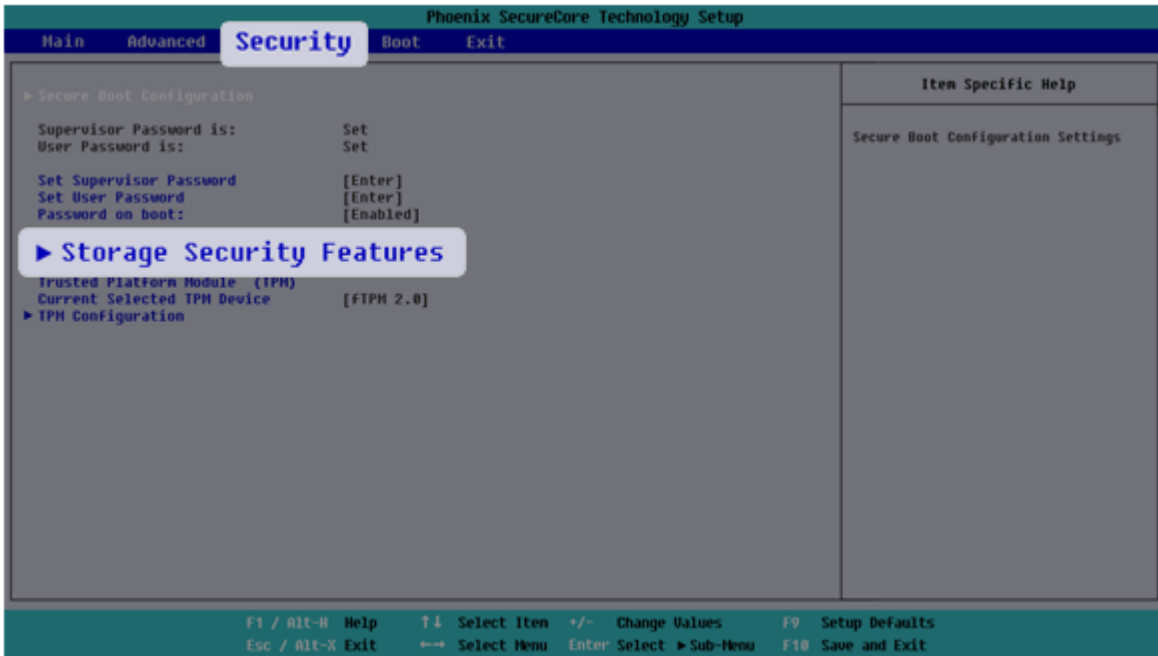 Phoenix SecureCore Technology Setup
Main Advanced Security Boot Exit
▶ Secure Boot Configuration
Item Specific Help
Supervisor Password is: Set
User Password is: Set
Secure Boot Configuration Settings
Set Supervisor Password [Enter]
Set User Password [Enter]
Password on boot: [Enabled]
▶ Storage Security Features
Trusted Platform Module (TPM)
Current Selected TPM Device [fTPM 2.0]
▶ TPM Configuration
F1 / Alt-H Help ↑↓ Select Item +/- Change Values F9 Setup Defaults
Esc / Alt-X Exit ←→ Select Menu Enter Select ▶ Sub-Menu F10 Save and Exit